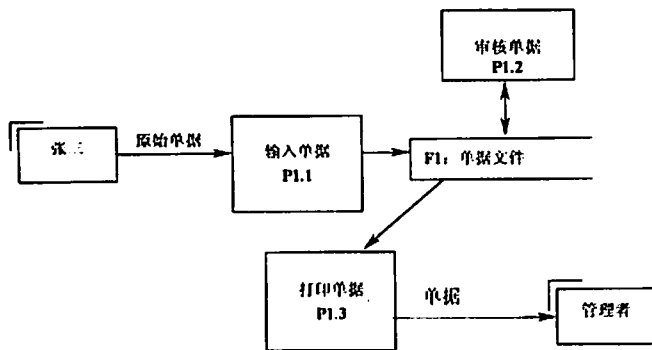 审核单据
P1.2
张三
原始单据
输入单据
P1.1
F1：单据文件
打印单据
P1.3
单据
管理者